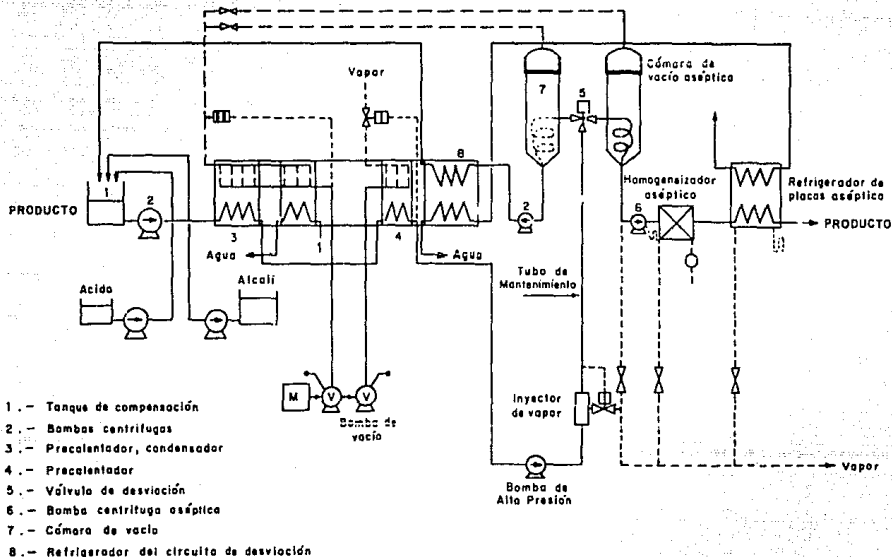 Vapor
Cámara de
vacío aséptica
7
5
8
1
PRODUCTO
2
3
1
4
2
6
Homogeneizador
aséptico
Refrigerador de
placas aséptica
PRODUCTO
Agua
Agua
Acido
Alcalí
Tubo de
Mantenimiento
M
V
V
Bomba de
vacío
Inyector
de vapor
Bomba de
Alta Presión
Vapor
1.- Tanque de compensación
2.- Bombas centrífugas
3.- Precalentador, condensador
4.- Precalentador
5.- Válvula de desviación
6.- Bomba centrífuga aséptica
7.- Cámara de vacío
8.- Refrigerador del circuito de desviación